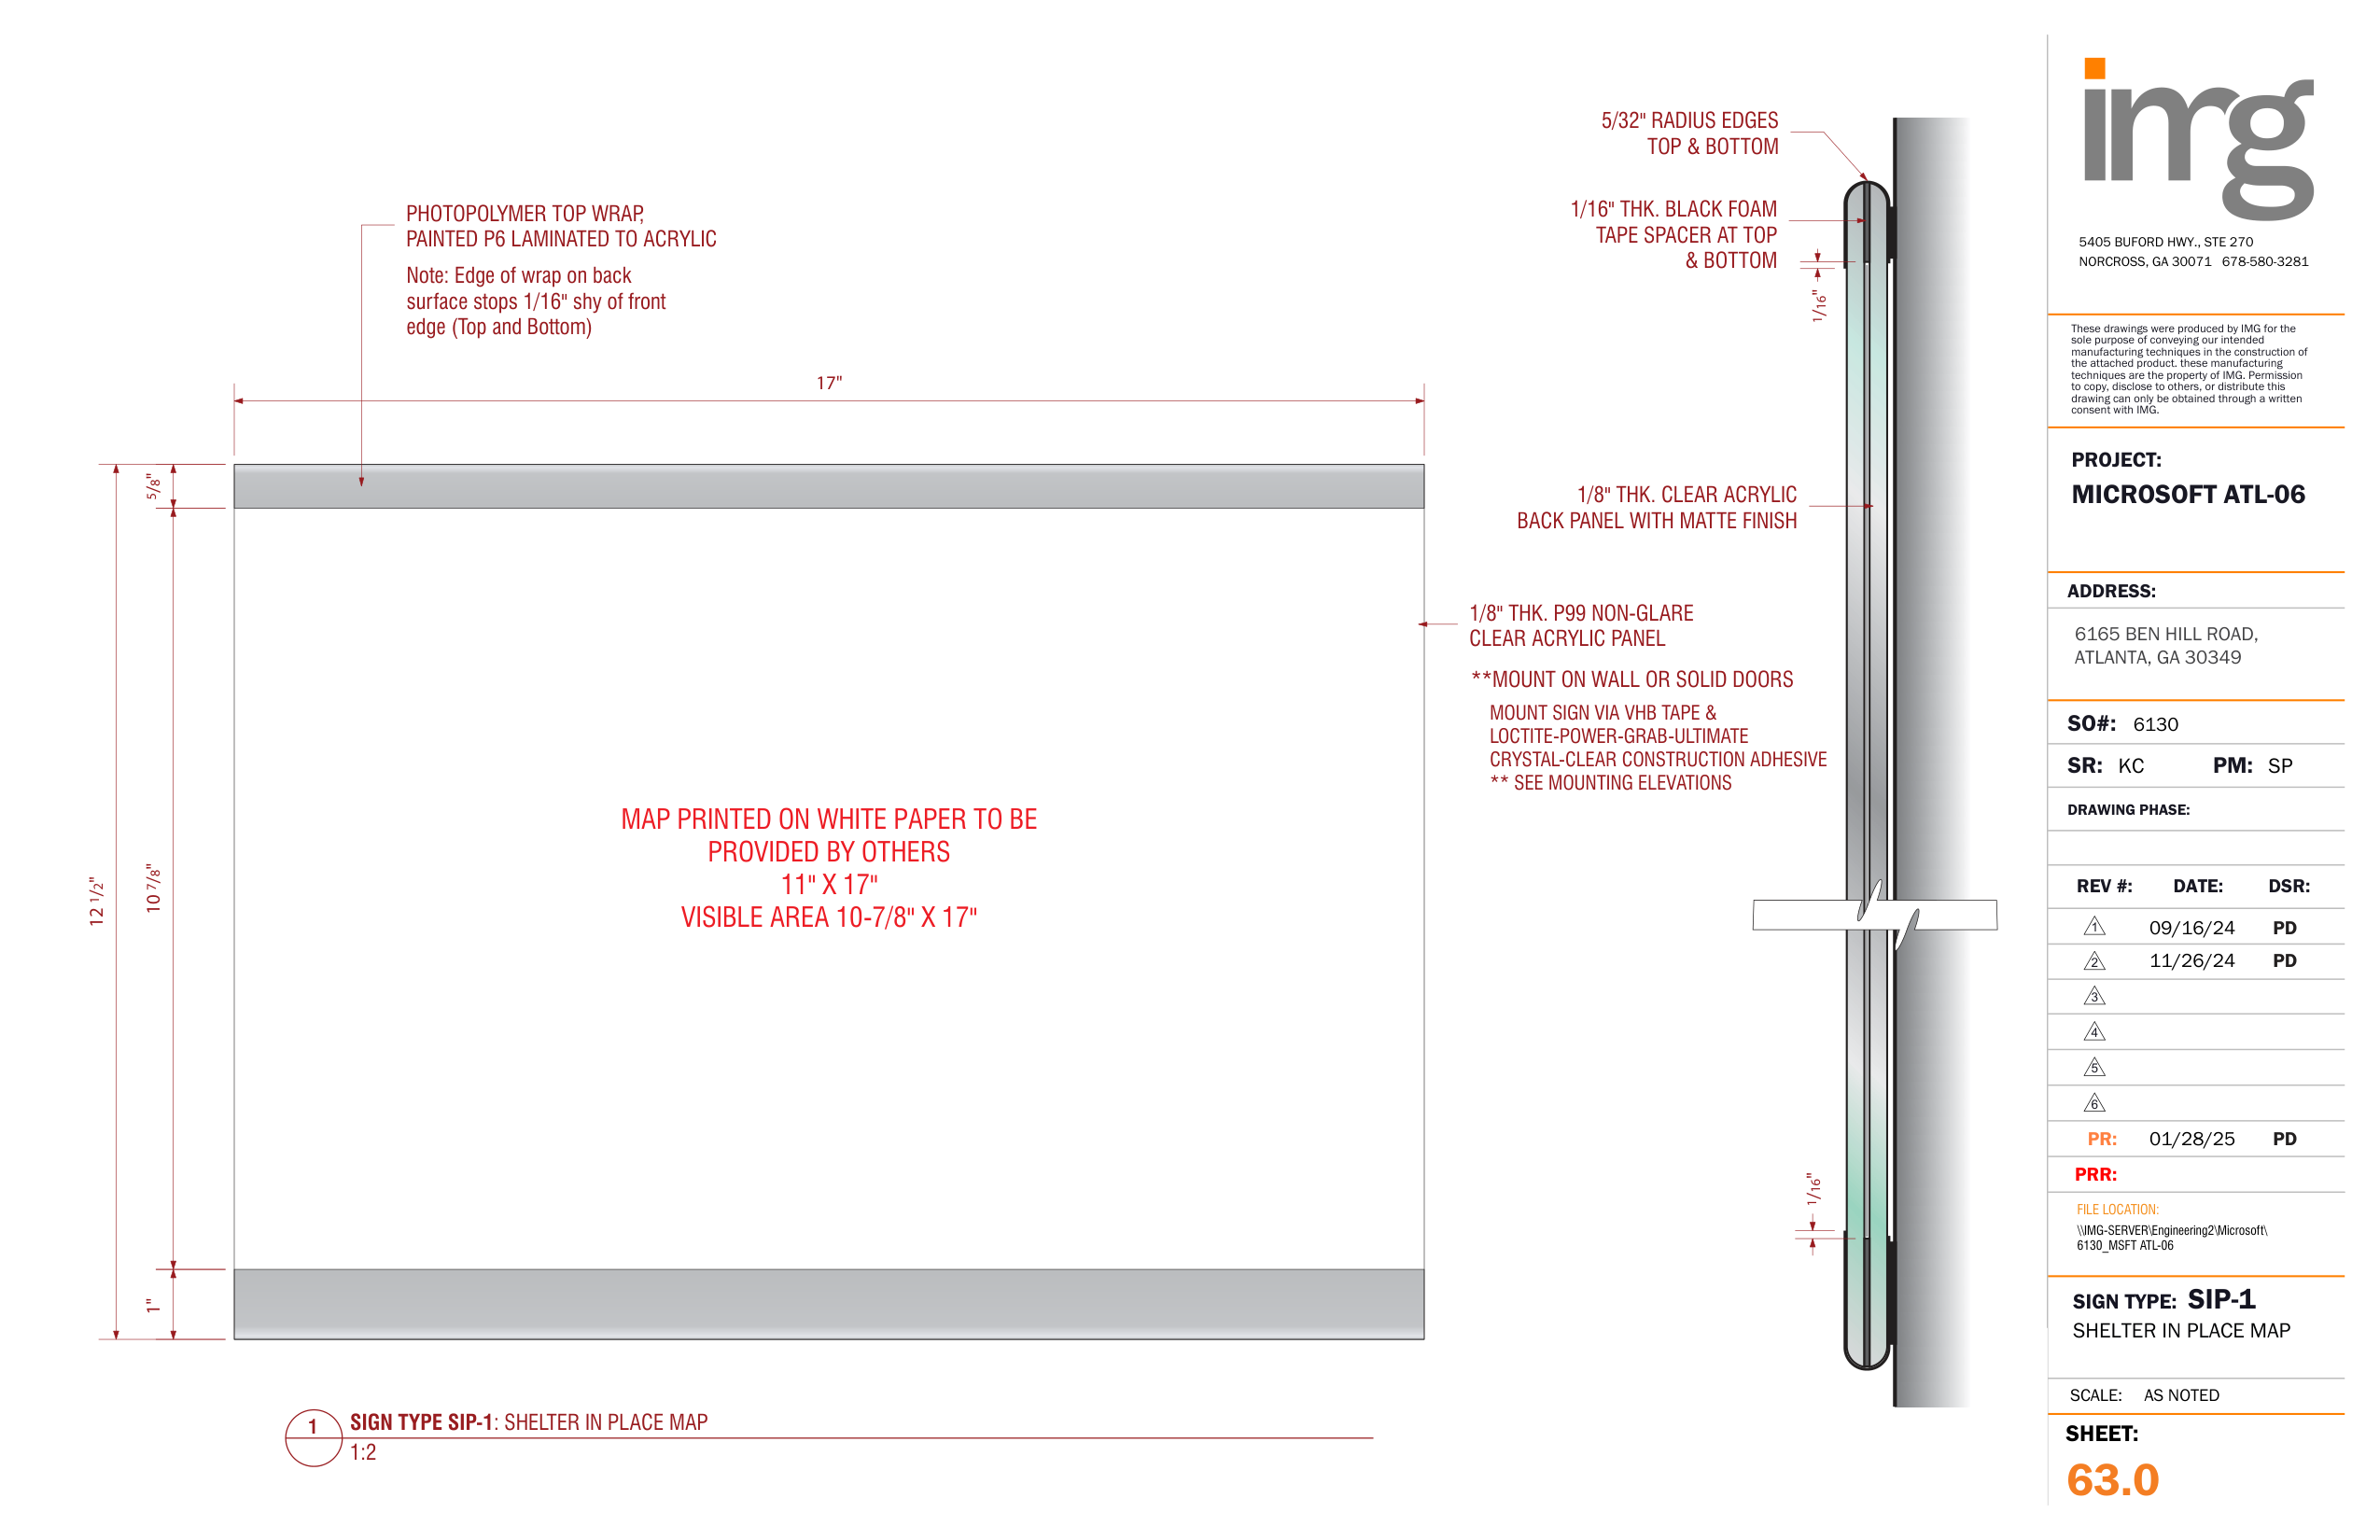 PHOTOPOLYMER TOP WRAP,
PAINTED P6 LAMINATED TO ACRYLIC
Note: Edge of wrap on back
surface stops 1/16" shy of front
edge (Top and Bottom)
17"
5/8"
10 7/8"
12 1/2"
1"
MAP PRINTED ON WHITE PAPER TO BE
PROVIDED BY OTHERS
11" X 17"
VISIBLE AREA 10-7/8" X 17"
1
SIGN TYPE SIP-1: SHELTER IN PLACE MAP
1:2
5/32" RADIUS EDGES
TOP & BOTTOM
1/16" THK. BLACK FOAM
TAPE SPACER AT TOP
& BOTTOM
1/16"
1/8" THK. CLEAR ACRYLIC
BACK PANEL WITH MATTE FINISH
1/8" THK. P99 NON-GLARE
CLEAR ACRYLIC PANEL
**MOUNT ON WALL OR SOLID DOORS
MOUNT SIGN VIA VHB TAPE &
LOCTITE-POWER-GRAB-ULTIMATE
CRYSTAL-CLEAR CONSTRUCTION ADHESIVE
** SEE MOUNTING ELEVATIONS
1/16"
img
5405 BUFORD HWY., STE 270
NORCROSS, GA 30071 678-580-3281
These drawings were produced by IMG for the
sole purpose of conveying our intended
manufacturing techniques in the construction of
the attached product. these manufacturing
techniques are the property of IMG. Permission
to copy, disclose to others, or distribute this
drawing can only be obtained through a written
consent with IMG.
PROJECT:
MICROSOFT ATL-06
ADDRESS:
6165 BEN HILL ROAD,
ATLANTA, GA 30349
SO#: 6130
SR: KC PM: SP
DRAWING PHASE:
REV #: DATE: DSR:
1 09/16/24 PD
2 11/26/24 PD
3
4
5
6
PR: 01/28/25 PD
PRR:
FILE LOCATION:
\\IMG-SERVER\Engineering2\Microsoft\
6130_MSFT ATL-06
SIGN TYPE: SIP-1
SHELTER IN PLACE MAP
SCALE: AS NOTED
SHEET:
63.0